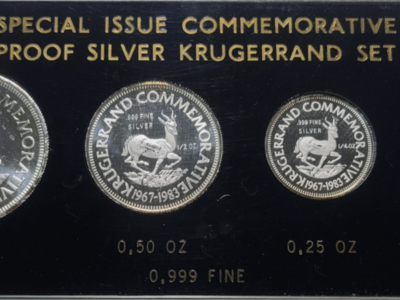 SPECIAL ISSUE COMMEMORATIVE
PROOF SILVER KRUGERRAND SET
KRUGERRAND COMMEMORATIVE
.999 FINE
1/2 OZ
1967-1983
KRUGERRAND COMMEMORATIVE
.999 FINE
SILVER
1/4 OZ
1967-1983
0,50 OZ
0,25 OZ
0,999 FINE